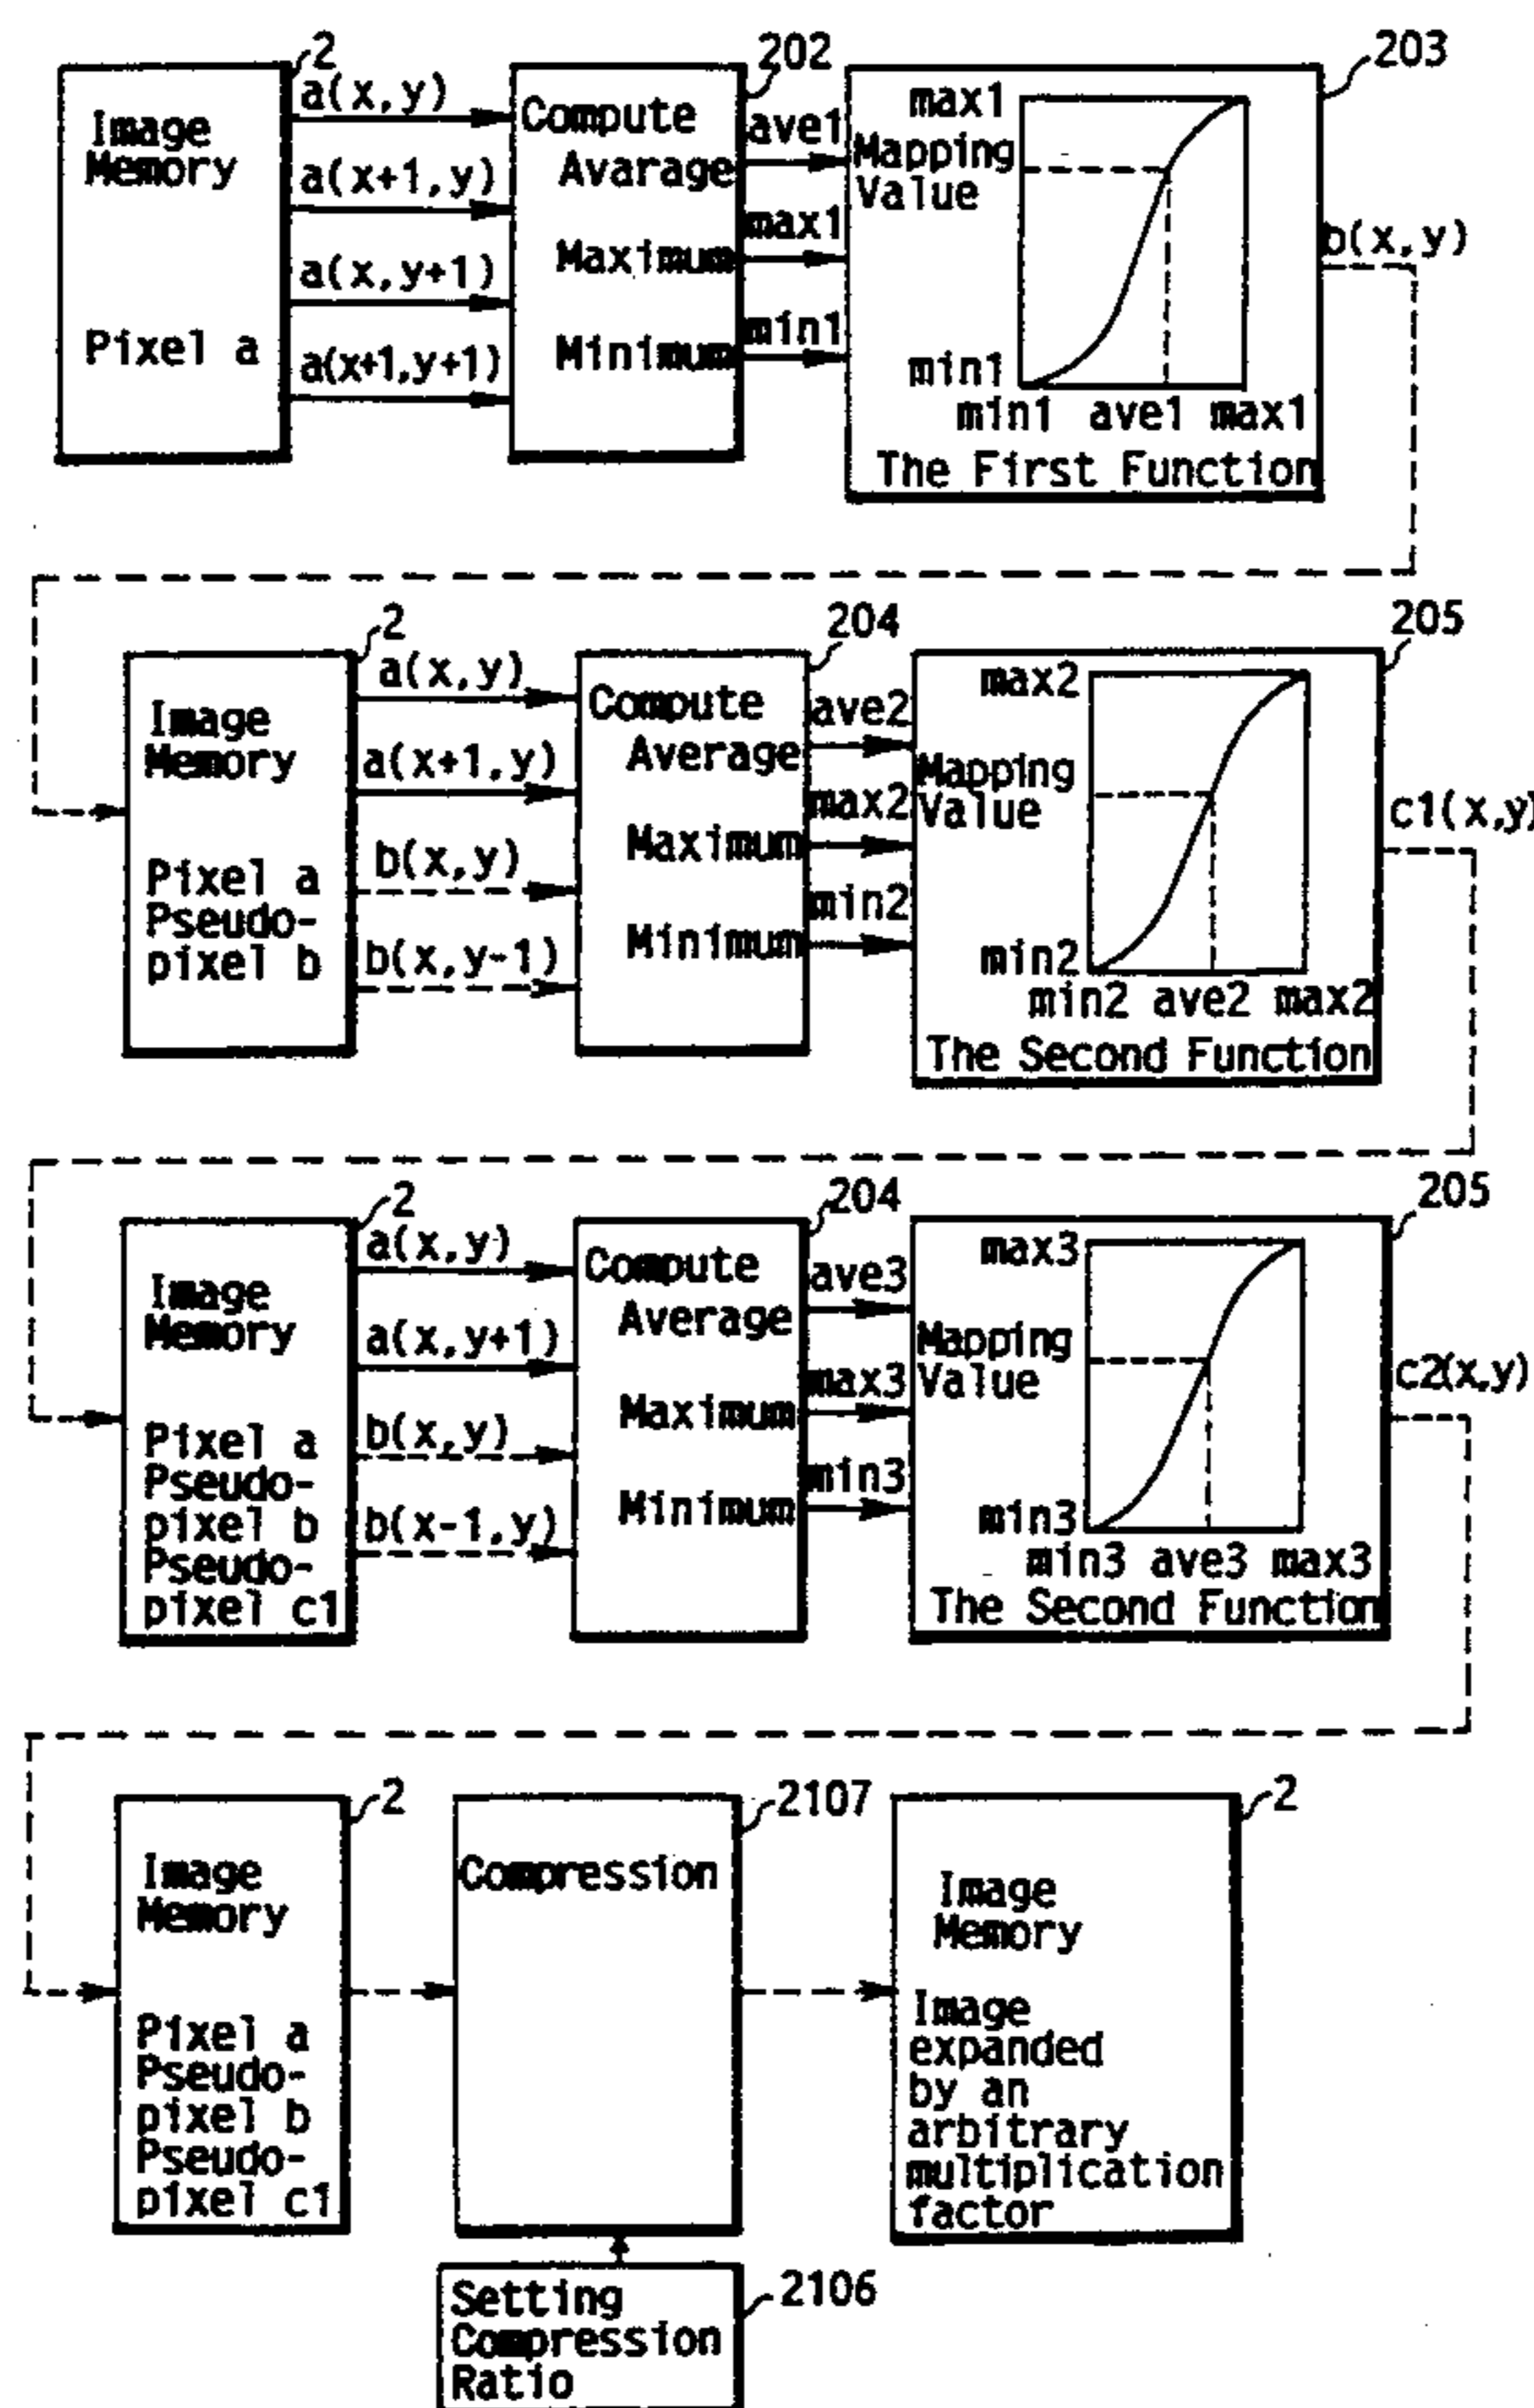 2
202
203
Image
Memory
Pixel a
a(x,y)
a(x+1,y)
a(x,y+1)
a(x+1,y+1)
Compute
Avarage
Maximum
Minimum
ave1
max1
min1
max1
Mapping
Value
min1
min1 ave1 max1
The First Function
b(x,y)
2
204
205
Image
Memory
Pixel a
Pseudo-
pixel b
a(x,y)
a(x+1,y)
b(x,y)
b(x,y-1)
Compute
Average
Maximum
Minimum
ave2
max2
min2
max2
Mapping
Value
min2
min2 ave2 max2
The Second Function
c1(x,y)
2
204
205
Image
Memory
Pixel a
Pseudo-
pixel b
Pseudo-
pixel c1
a(x,y)
a(x,y+1)
b(x,y)
b(x-1,y)
Compute
Average
Maximum
Minimum
ave3
max3
min3
max3
Mapping
Value
min3
min3 ave3 max3
The Second Function
c2(x,y)
2
2107
2
Image
Memory
Pixel a
Pseudo-
pixel b
Pseudo-
pixel c1
Compression
Image
Memory
Image
expanded
by an
arbitrary
multiplication
factor
2106
Setting
Compression
Ratio